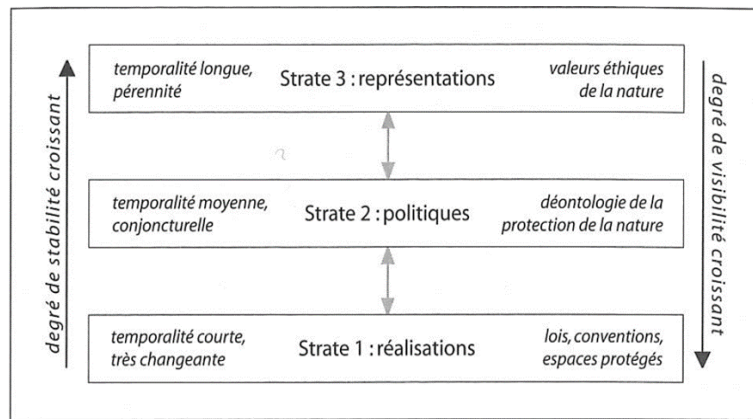 degré de stabilité croissant
temporalité longue,
pérennité
Strate 3 : représentations
valeurs éthiques
de la nature
temporalité moyenne,
conjoncturelle
Strate 2 : politiques
déontologie de la
protection de la nature
temporalité courte,
très changeante
Strate 1 : réalisations
lois, conventions,
espaces protégés
degré de visibilité croissant